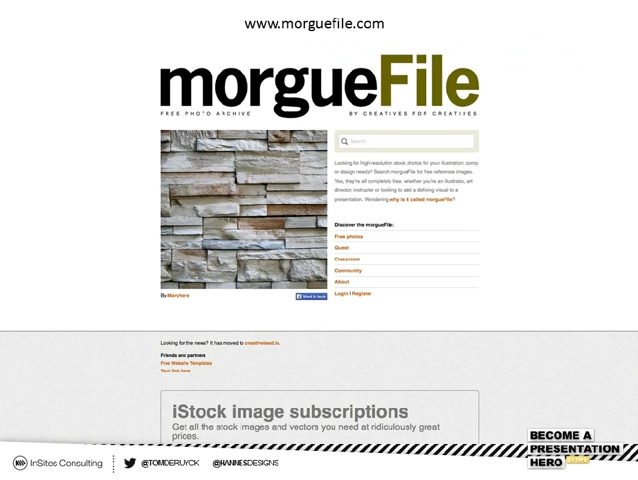 www.morguefile.com
morgueFile
FREE PHOTO ARCHIVE
BY CREATIVES FOR CREATIVES
Search
Looking for high resolution stock photos for your illustration, comp
or design needs? Search morgueFile for free reference images.
Yes, they're all completely free, whether you're an illustrator, art
director, instructor or looking to add a defining visual to a
presentation. Wondering why is it called morgueFile?
Discover the morgueFile:
Free photos
Quest
Classroom
Community
About
Login | Register
By Maryhere
Looking for the news? It has moved to creativetead.is.
Friends and partners
Free Website Templates
Your link here
iStock image subscriptions
Get all the stock images and vectors you need at ridiculously great
prices.
InSites Consulting
@TOMDERUYCK
@HANNESDESIGNS
BECOME A
PRESENTATION
HERO